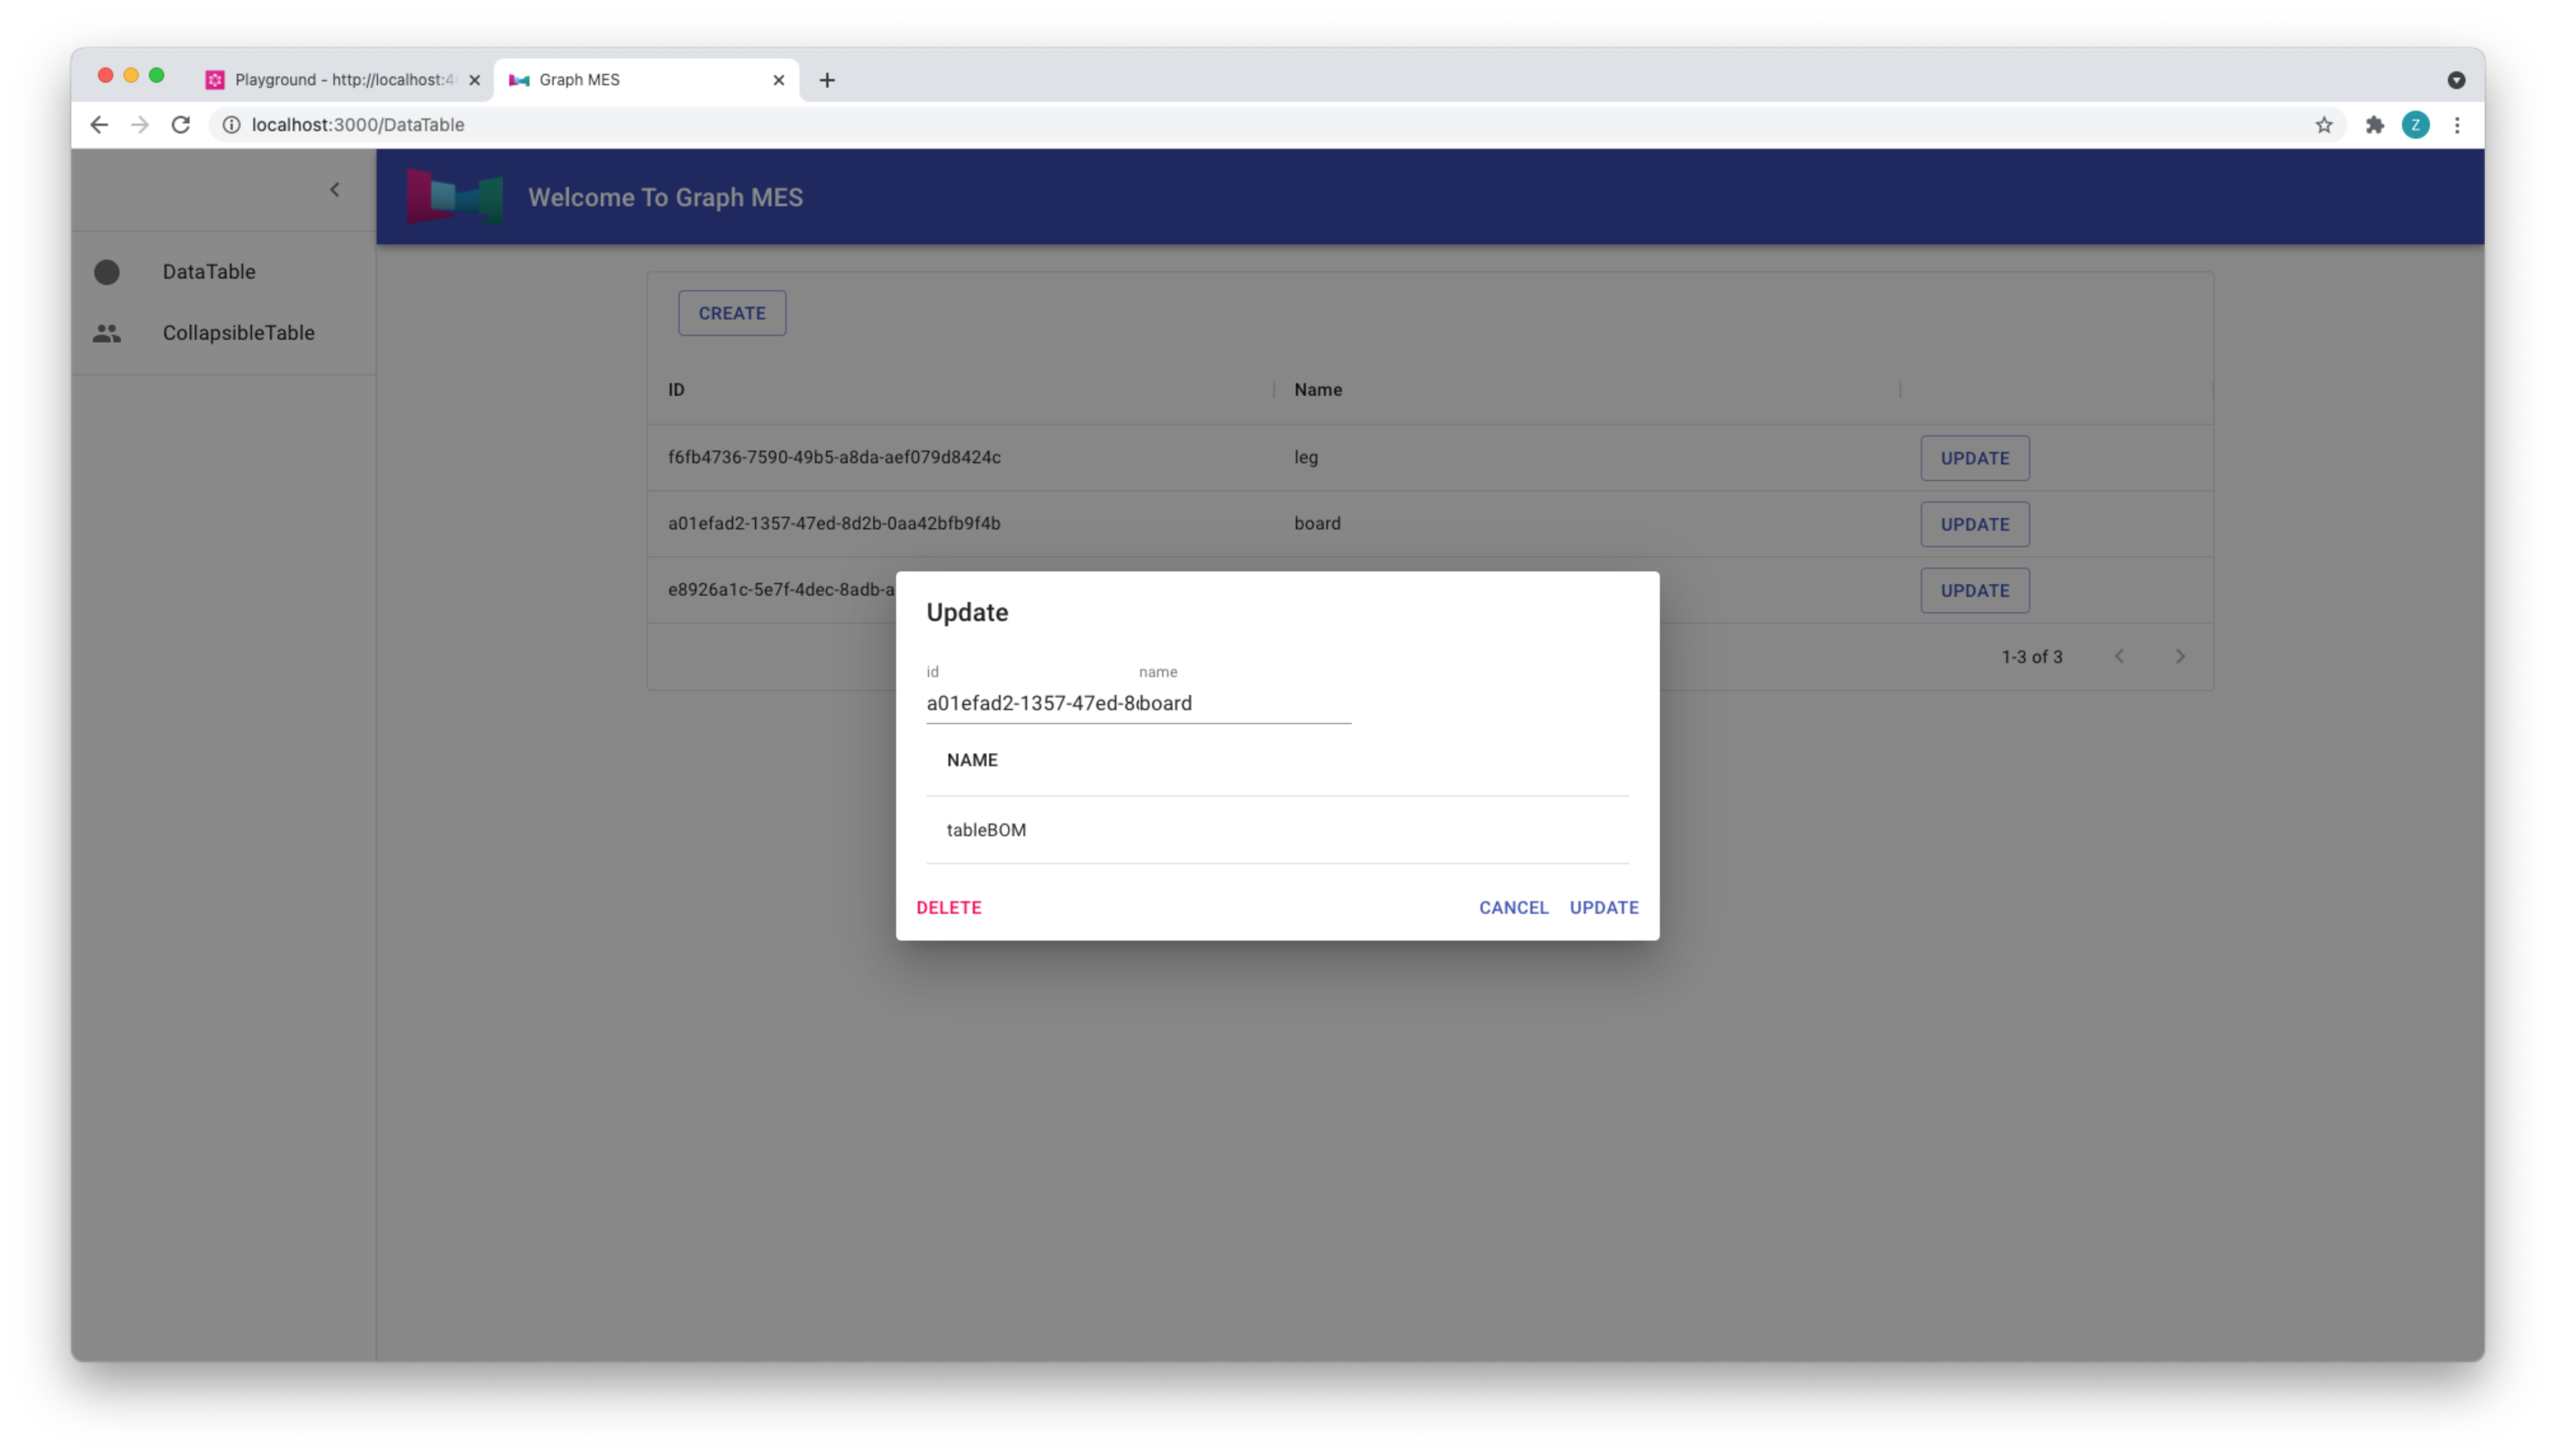 Playground - http://localhost:4
Graph MES
localhost:3000/DataTable
Z
Welcome To Graph MES
DataTable
CollapsibleTable
CREATE
ID Name
f6fb4736-7590-49b5-a8da-aef079d8424c leg UPDATE
a01efad2-1357-47ed-8d2b-0aa42bfb9f4b board UPDATE
e8926a1c-5e7f-4dec-8adb-a UPDATE
1-3 of 3
Update
id name
a01efad2-1357-47ed-8 board
NAME
tableBOM
DELETE CANCEL UPDATE